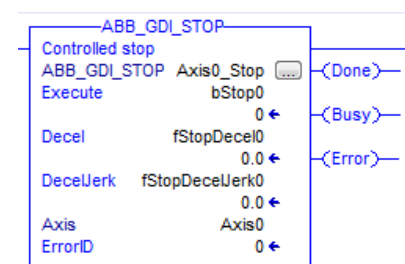 ABB_GDI_STOP
Controlled stop
ABB_GDI_STOP Axis0_Stop ...
(Done)
Execute bStop0
0
(Busy)
Decel fStopDecel0
0.0
(Error)
DecelJerk fStopDecelJerk0
0.0
Axis Axis0
ErrorID 0